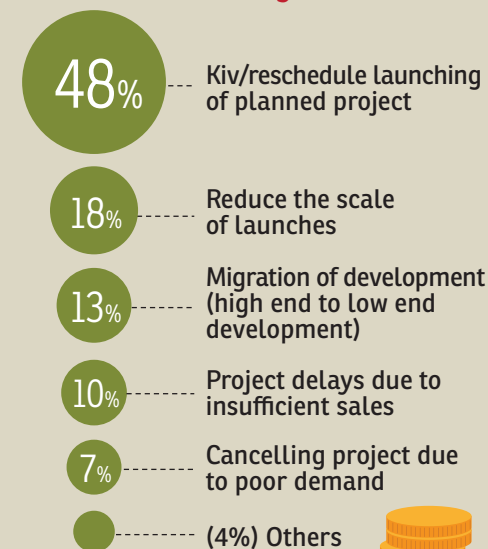 48%
Kiv/reschedule launching
of planned project
18%
Reduce the scale
of launches
13%
Migration of development
(high end to low end
development)
10%
Project delays due to
insufficient sales
7%
Cancelling project due
to poor demand
(4%) Others